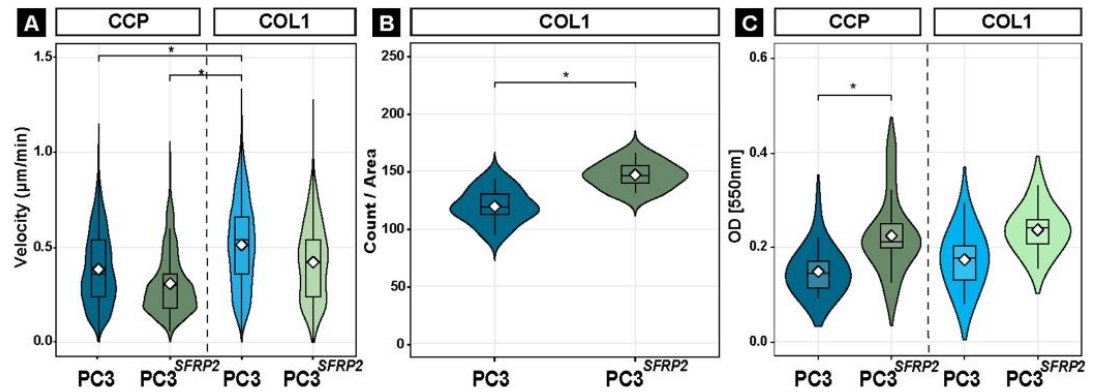 A
CCP
COL1
Velocity (µm/min)
1.5
1.0
0.5
0.0
*
*
PC3
PC3SFRP2
PC3
PC3SFRP2
B
COL1
Count / Area
250
200
150
100
50
0
*
PC3
PC3SFRP2
C
CCP
COL1
OD [550nm]
0.6
0.4
0.2
0.0
*
PC3
PC3SFRP2
PC3
PC3SFRP2